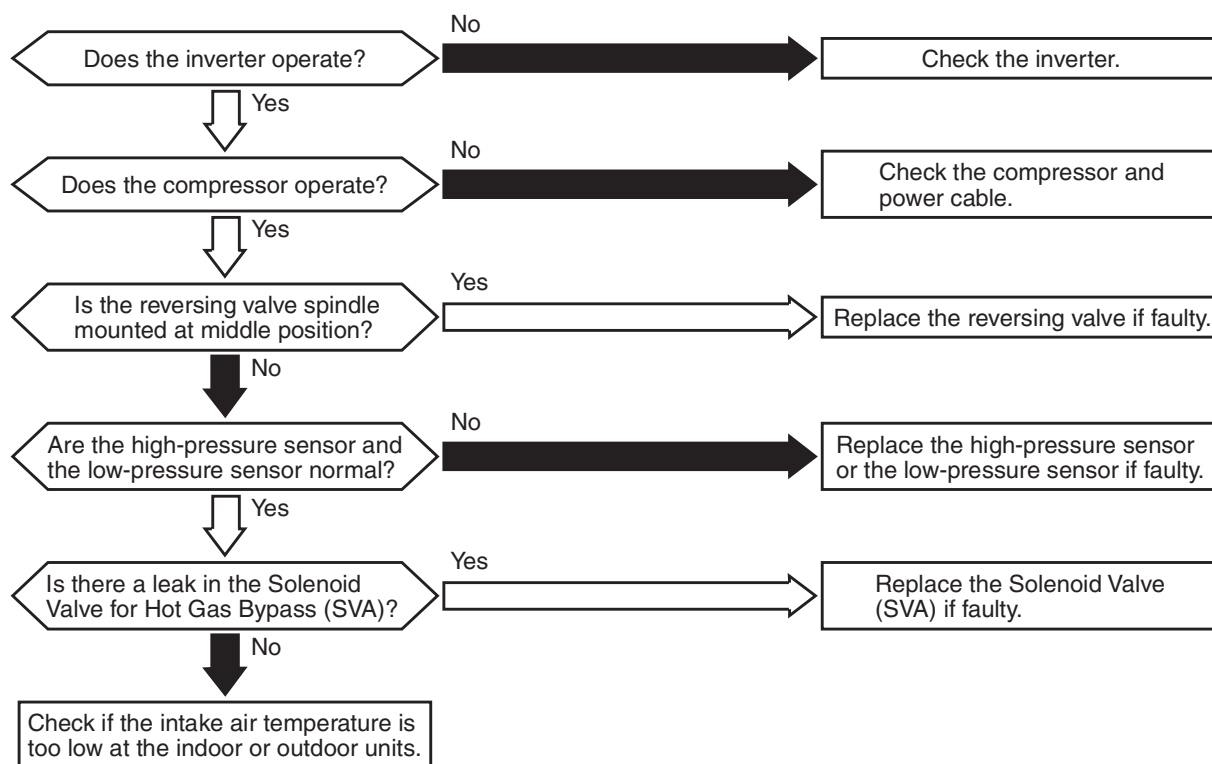 No
Does the inverter operate?
Check the inverter.
Yes
No
Does the compressor operate?
Check the compressor and
power cable.
Yes
Yes
Is the reversing valve spindle
mounted at middle position?
Replace the reversing valve if faulty.
No
No
Are the high-pressure sensor and
the low-pressure sensor normal?
Replace the high-pressure sensor
or the low-pressure sensor if faulty.
Yes
Yes
Is there a leak in the Solenoid
Valve for Hot Gas Bypass (SVA)?
Replace the Solenoid Valve
(SVA) if faulty.
No
Check if the intake air temperature is
too low at the indoor or outdoor units.